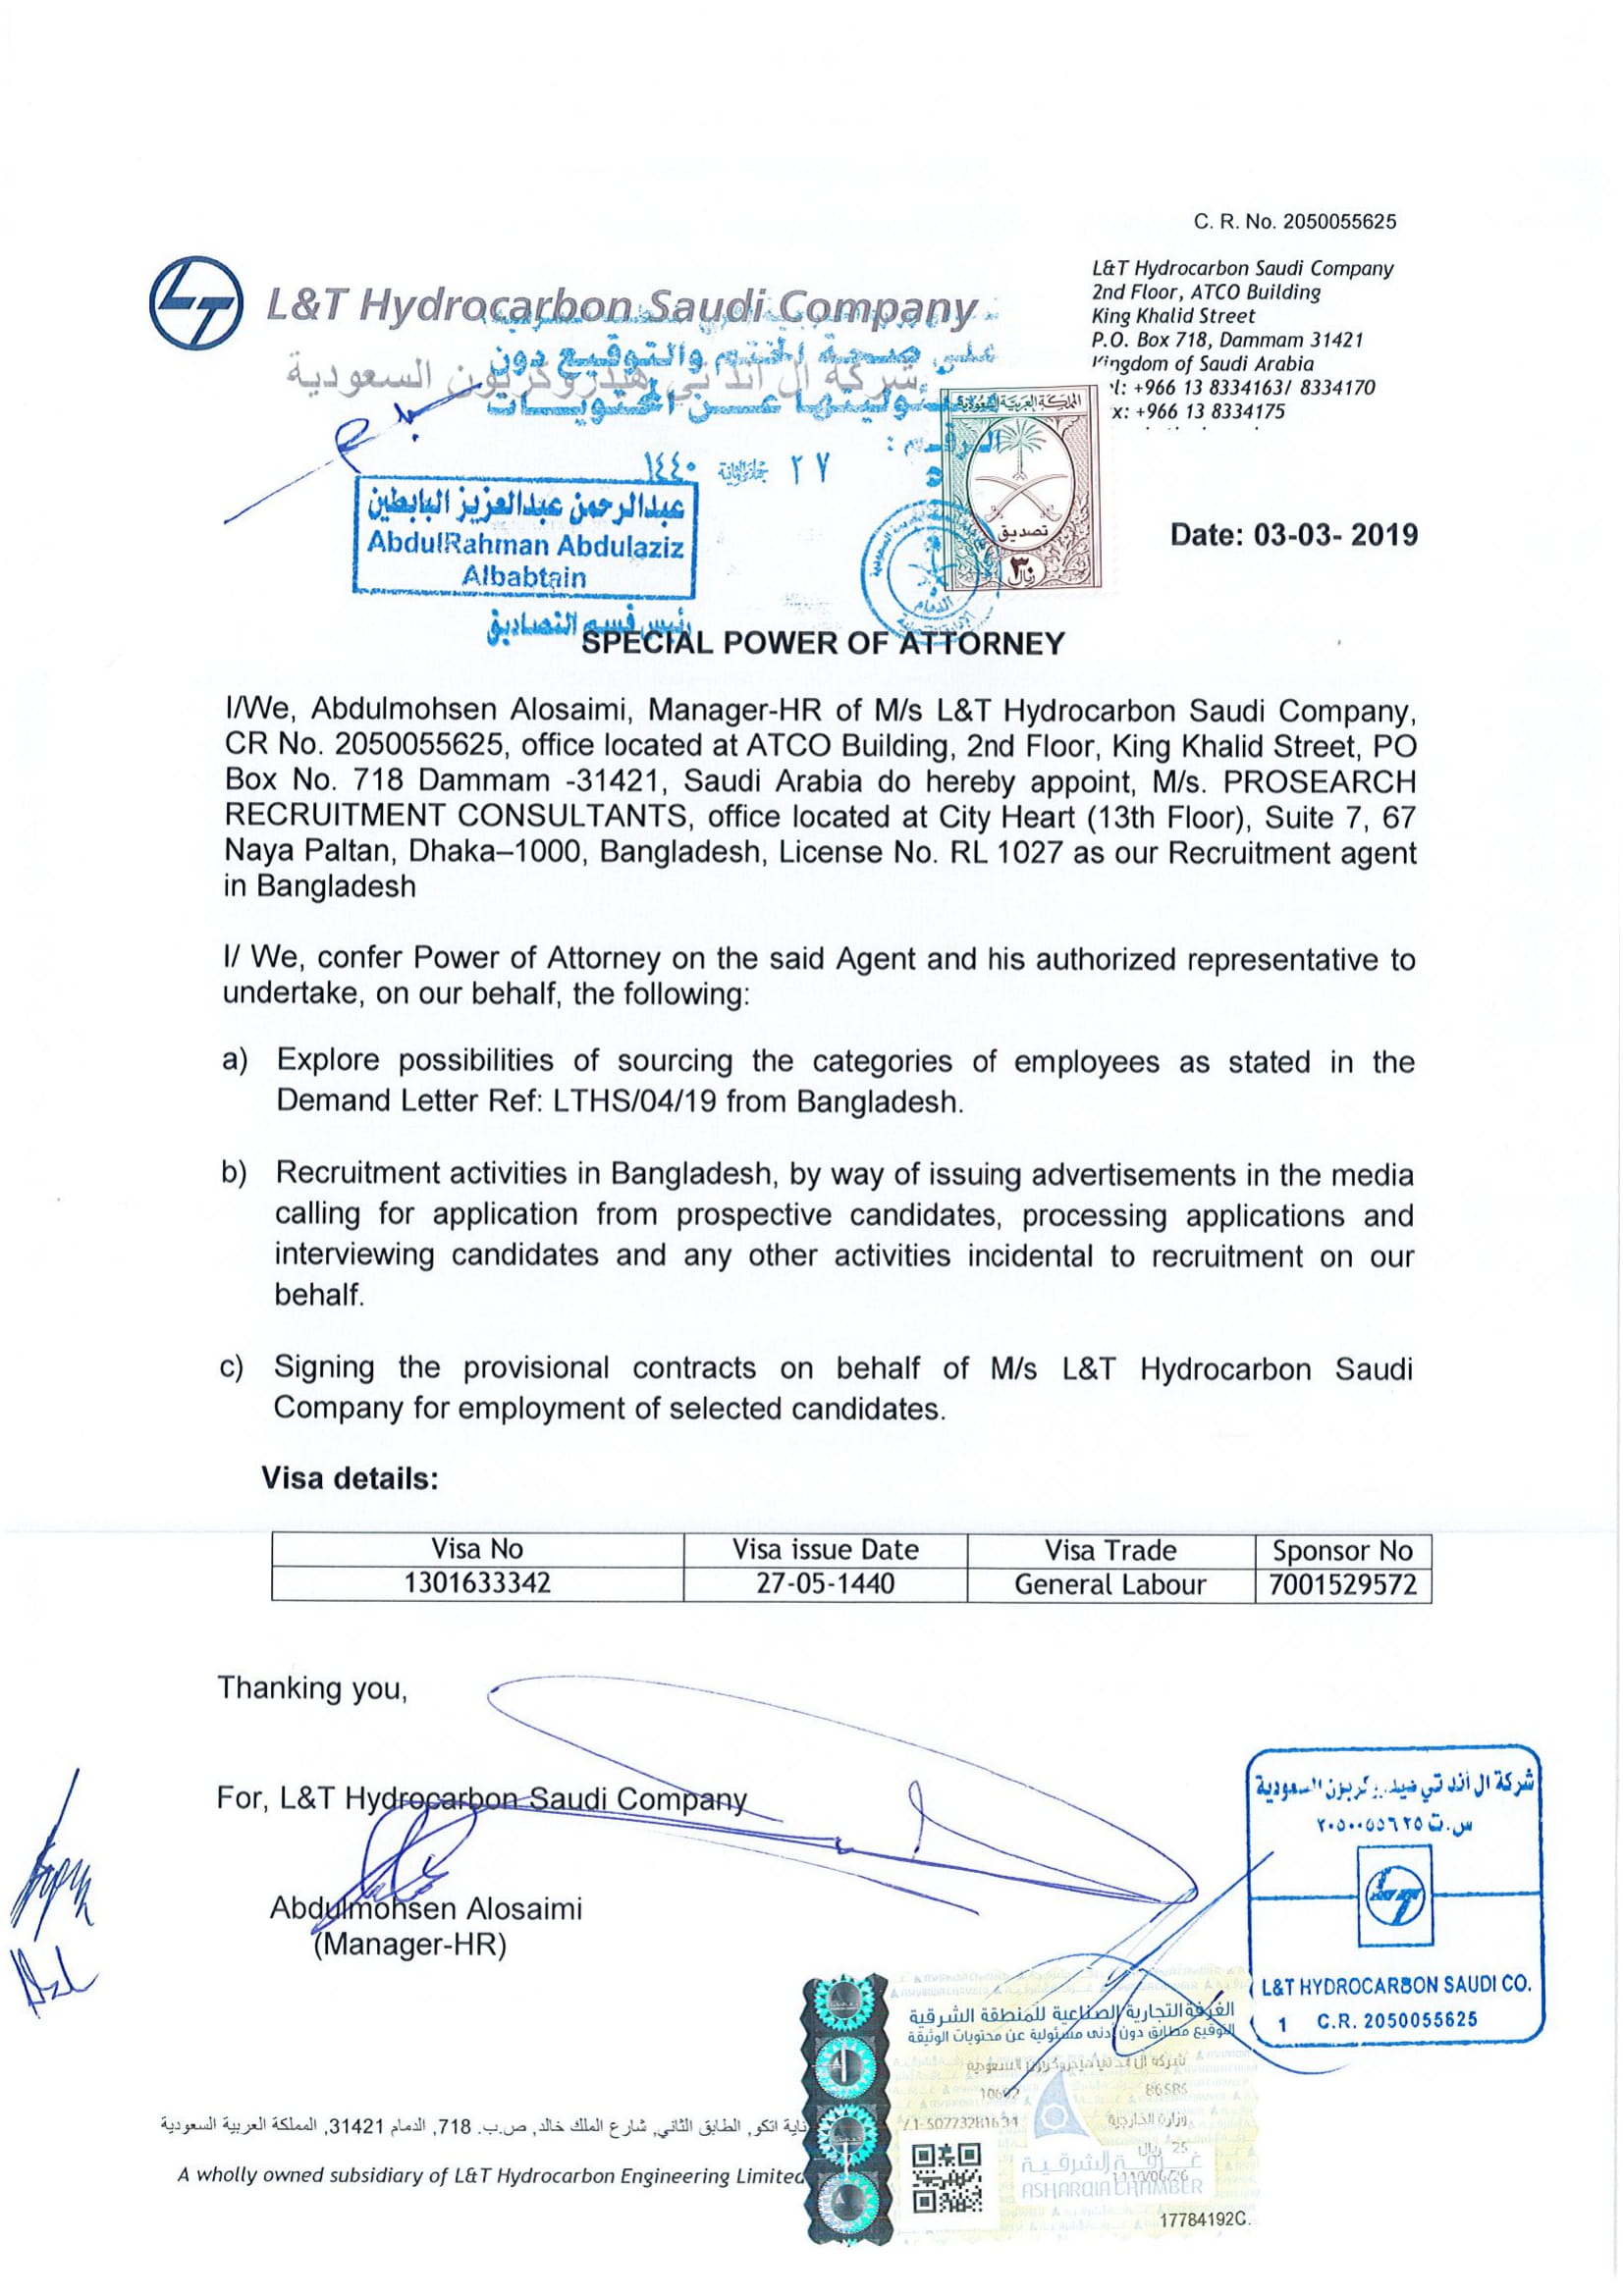 C. R. No. 2050055625
L&T Hydrocarbon Saudi Company
2nd Floor, ATCO Building
King Khalid Street
P.O. Box 718, Dammam 31421
Kingdom of Saudi Arabia
+966 13 8334163/ 8334170
+966 13 8334175
L&T Hydrocarbon Saudi Company
شركة ال اند تي هيدروكربون السعودية
على صحة الختم والتوقيع دون
المحتويات
الرقم :
٢٧ ١٤٤٠
عبدالرحمن عبدالعزيز البابطين
AbdulRahman Abdulaziz
Albabtain
رئيس قسم التصاديق
المملكة العربية السعودية
تصديق
٣٠
ريال
الدمام
Date: 03-03- 2019
SPECIAL POWER OF ATTORNEY
I/We, Abdulmohsen Alosaimi, Manager-HR of M/s L&T Hydrocarbon Saudi Company,
CR No. 2050055625, office located at ATCO Building, 2nd Floor, King Khalid Street, PO
Box No. 718 Dammam -31421, Saudi Arabia do hereby appoint, M/s. PROSEARCH
RECRUITMENT CONSULTANTS, office located at City Heart (13th Floor), Suite 7, 67
Naya Paltan, Dhaka–1000, Bangladesh, License No. RL 1027 as our Recruitment agent
in Bangladesh
I/ We, confer Power of Attorney on the said Agent and his authorized representative to
undertake, on our behalf, the following:
a) Explore possibilities of sourcing the categories of employees as stated in the
Demand Letter Ref: LTHS/04/19 from Bangladesh.
b) Recruitment activities in Bangladesh, by way of issuing advertisements in the media
calling for application from prospective candidates, processing applications and
interviewing candidates and any other activities incidental to recruitment on our
behalf.
c) Signing the provisional contracts on behalf of M/s L&T Hydrocarbon Saudi
Company for employment of selected candidates.
Visa details:
Visa No Visa issue Date Visa Trade Sponsor No
1301633342 27-05-1440 General Labour 7001529572
Thanking you,
For, L&T Hydrocarbon Saudi Company
Abdulmohsen Alosaimi
(Manager-HR)
شركة ال أند تي هيدروكربون السعودية
س.ت ٢٠٥٠٠٥٥٦٢٥
L&T HYDROCARBON SAUDI CO.
1 C.R. 2050055625
الغرفة التجارية الصناعية للمنطقة الشرقية
التوقيع مطابق دون أدنى مسئولية عن محتويات الوثيقة
شركة ال اند تي هيدروكربون السعودية
86585
وزارة الخارجية
25 ريال
غرفة الشرقية
ASHARQIA CHAMBER
17784192C.
ناية اتكو, الطابق الثاني, شارع الملك خالد, ص.ب. 718, الدمام 31421, المملكة العربية السعودية
A wholly owned subsidiary of L&T Hydrocarbon Engineering Limited